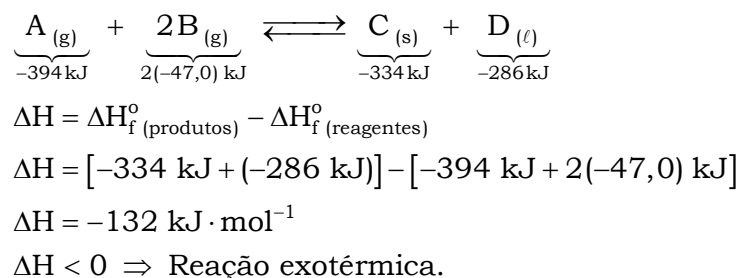 A (g) + 2B (g) ⇌ C (s) + D (ℓ)
−394 kJ 2(−47,0) kJ −334 kJ −286 kJ
ΔH = ΔH°f (produtos) − ΔH°f (reagentes)
ΔH = [−334 kJ + (−286 kJ)] − [−394 kJ + 2(−47,0) kJ]
ΔH = −132 kJ · mol⁻¹
ΔH < 0 ⇒ Reação exotérmica.